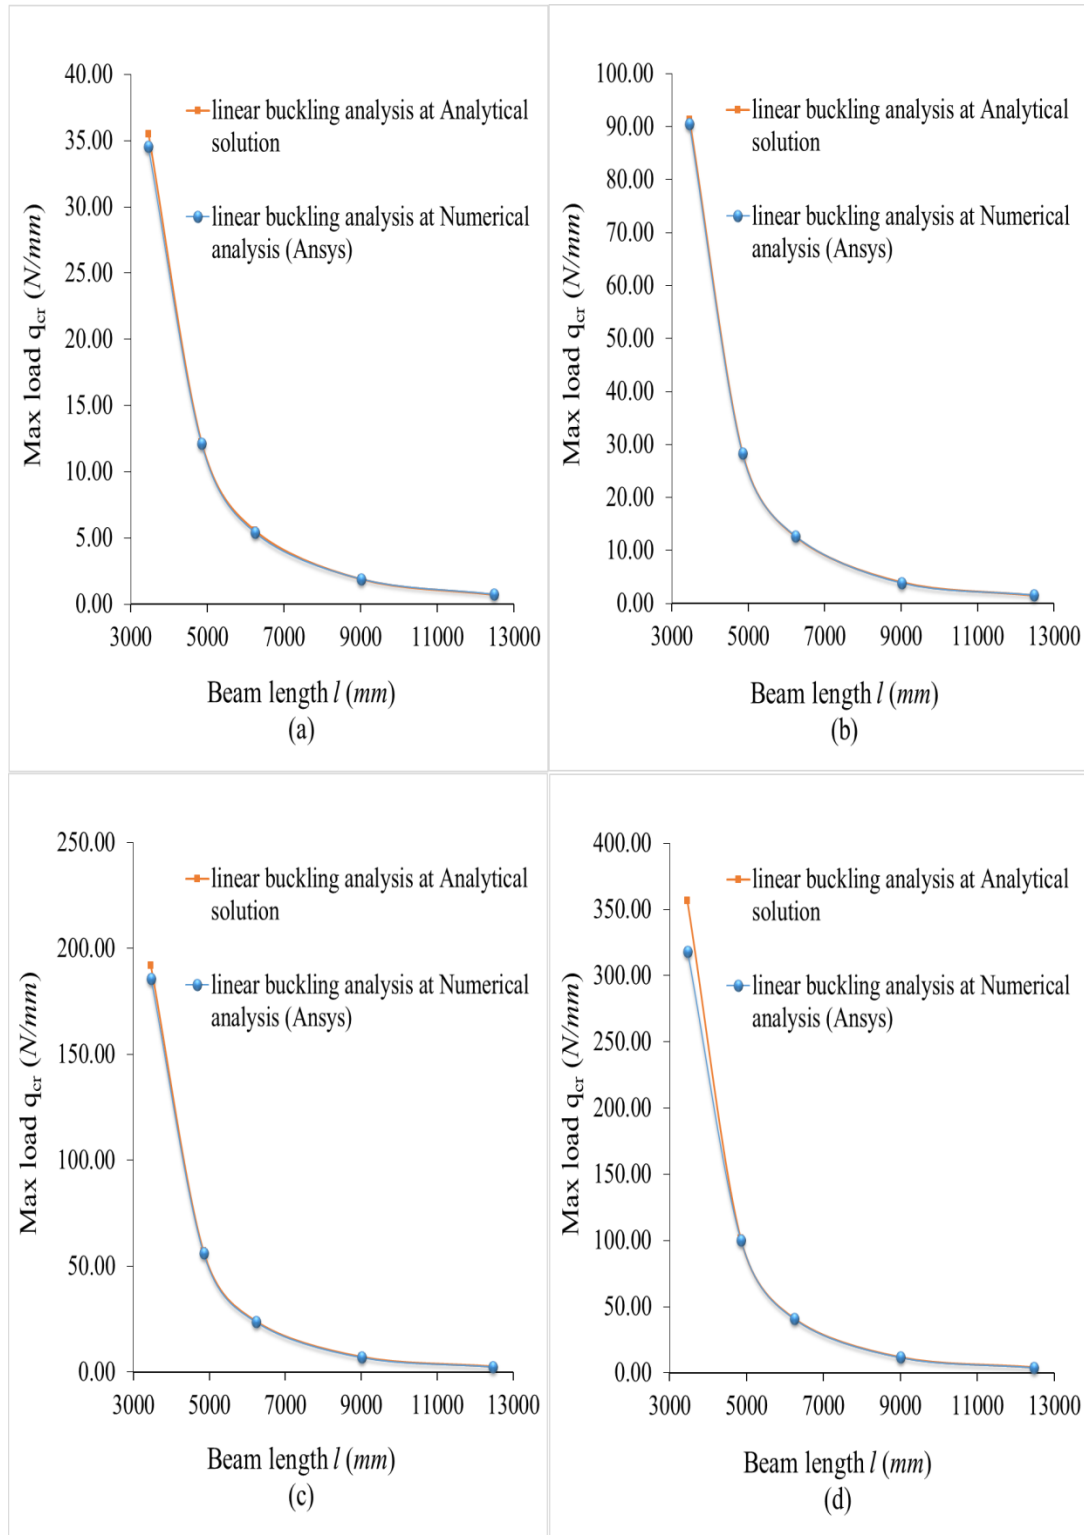 40.00
35.00
30.00
25.00
20.00
15.00
10.00
5.00
0.00
3000 5000 7000 9000 11000 13000
Max load q_cr (N/mm)
linear buckling analysis at Analytical
solution
linear buckling analysis at Numerical
analysis (Ansys)
Beam length l (mm)
(a)
100.00
90.00
80.00
70.00
60.00
50.00
40.00
30.00
20.00
10.00
0.00
3000 5000 7000 9000 11000 13000
Max load q_cr (N/mm)
linear buckling analysis at Analytical
solution
linear buckling analysis at Numerical
analysis (Ansys)
Beam length l (mm)
(b)
250.00
200.00
150.00
100.00
50.00
0.00
3000 5000 7000 9000 11000 13000
Max load q_cr (N/mm)
linear buckling analysis at Analytical
solution
linear buckling analysis at Numerical
analysis (Ansys)
Beam length l (mm)
(c)
400.00
350.00
300.00
250.00
200.00
150.00
100.00
50.00
0.00
3000 5000 7000 9000 11000 13000
Max load q_cr (N/mm)
linear buckling analysis at Analytical
solution
linear buckling analysis at Numerical
analysis (Ansys)
Beam length l (mm)
(d)